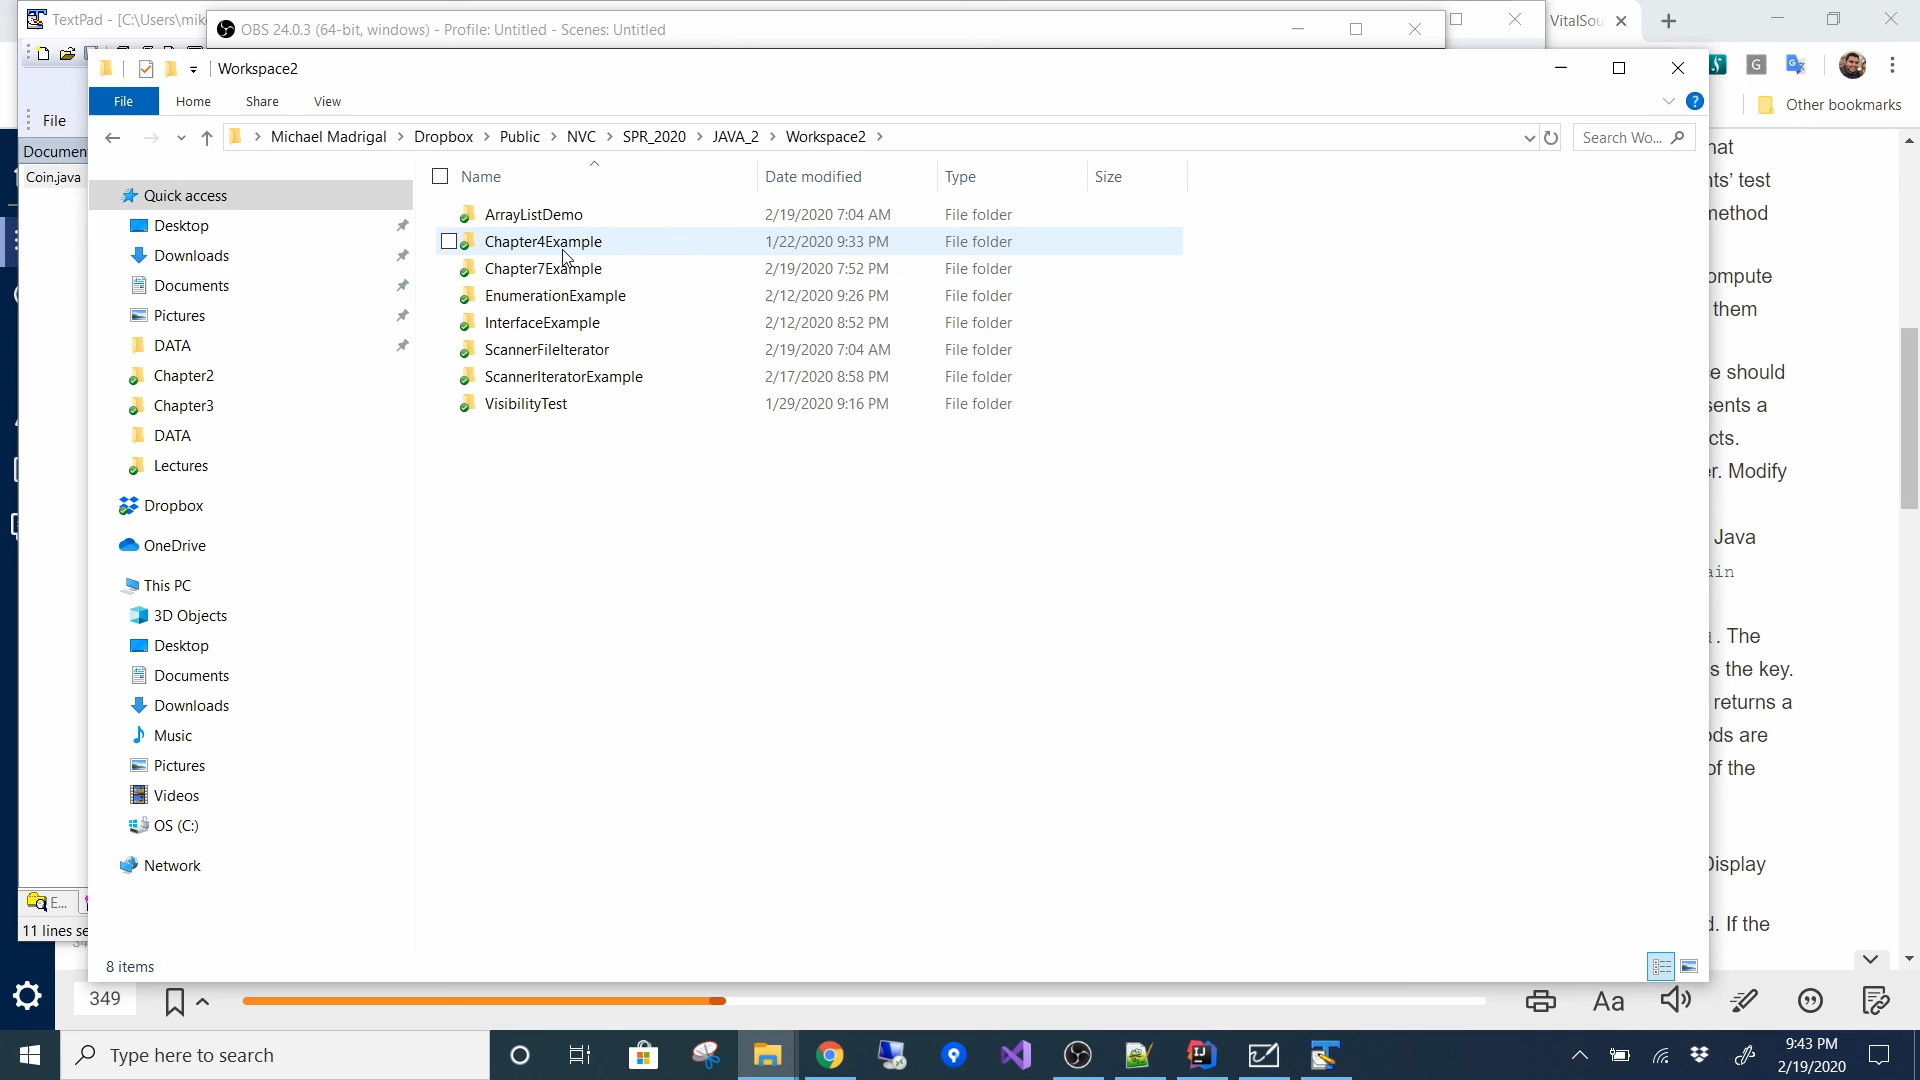 TextPad - [C:\Users\mik
OBS 24.0.3 (64-bit, windows) - Profile: Untitled - Scenes: Untitled
VitalSou
Workspace2
File Home Share View
Other bookmarks
File
Michael Madrigal > Dropbox > Public > NVC > SPR_2020 > JAVA_2 > Workspace2 >
Search Wo...
Documen
Coin.java
Name Date modified Type Size
Quick access
Desktop
Downloads
Documents
Pictures
DATA
Chapter2
Chapter3
DATA
Lectures
Dropbox
OneDrive
This PC
3D Objects
Desktop
Documents
Downloads
Music
Pictures
Videos
OS (C:)
Network
ArrayListDemo 2/19/2020 7:04 AM File folder
Chapter4Example 1/22/2020 9:33 PM File folder
Chapter7Example 2/19/2020 7:52 PM File folder
EnumerationExample 2/12/2020 9:26 PM File folder
InterfaceExample 2/12/2020 8:52 PM File folder
ScannerFileIterator 2/19/2020 7:04 AM File folder
ScannerIteratorExample 2/17/2020 8:58 PM File folder
VisibilityTest 1/29/2020 9:16 PM File folder
hat
nts' test
nethod
ompute
them
e should
sents a
cts.
r. Modify
Java
ain
. The
s the key.
returns a
ods are
of the
Display
d. If the
E...
11 lines se
8 items
349
Aa
Type here to search
9:43 PM
2/19/2020